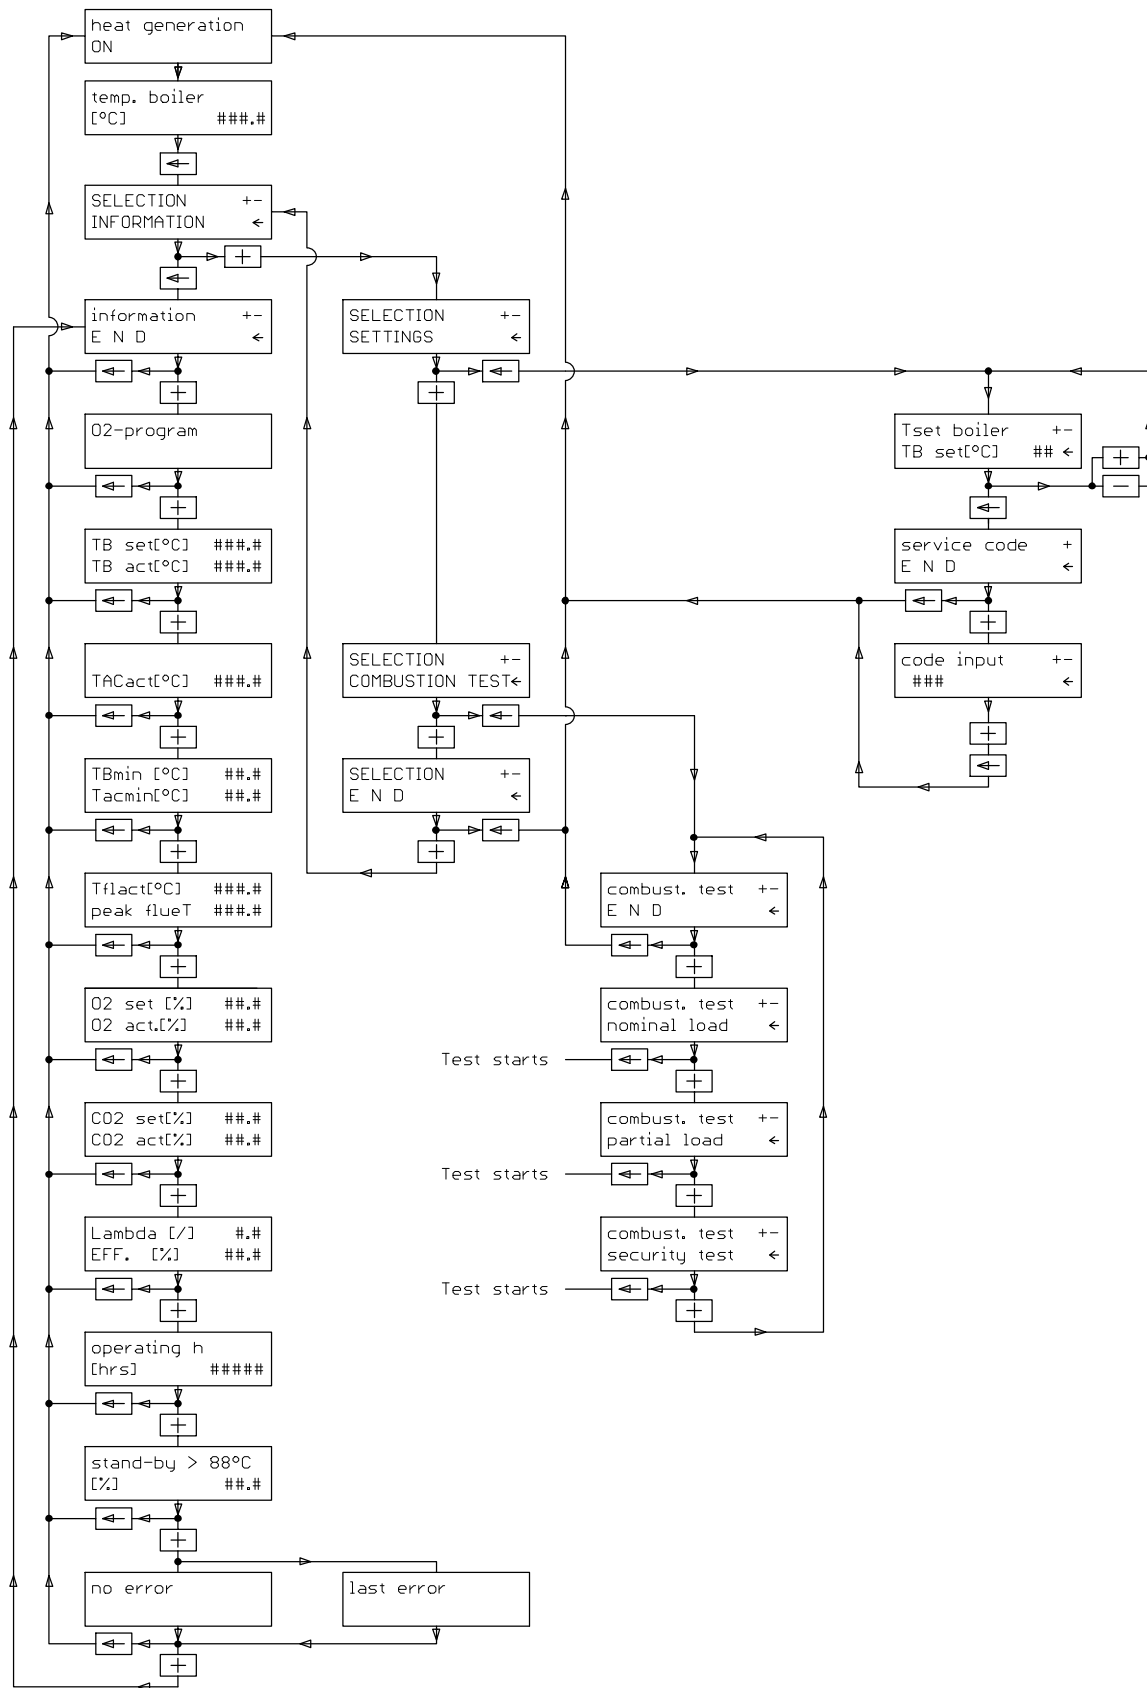 heat generation
ON
temp. boiler
[°C] ###.#
←
SELECTION +-
INFORMATION ←
+
←
information +-
E N D ←
←
+
O2-program
←
+
TB set[°C] ###.#
TB act[°C] ###.#
←
+
TACact[°C] ###.#
←
+
TBmin [°C] ##.#
Tacmin[°C] ##.#
←
+
Tflact[°C] ###.#
peak flueT ###.#
←
+
O2 set [%] ##.#
O2 act.[%] ##.#
←
+
CO2 set[%] ##.#
CO2 act[%] ##.#
←
+
Lambda [/] #.#
EFF. [%] ##.#
←
+
operating h
[hrs] #####
←
+
stand-by > 88°C
[%] ##.#
←
+
no error
←
+
last error
SELECTION +-
SETTINGS ←
←
+
SELECTION +-
COMBUSTION TEST←
←
+
SELECTION +-
E N D ←
←
+
combust. test +-
E N D ←
←
+
combust. test +-
nominal load ←
Test starts ←
+
combust. test +-
partial load ←
Test starts ←
+
combust. test +-
security test ←
Test starts ←
+
Tset boiler +-
TB set[°C] ## ←
+
-
←
service code +
E N D ←
←
+
code input +-
### ←
+
←